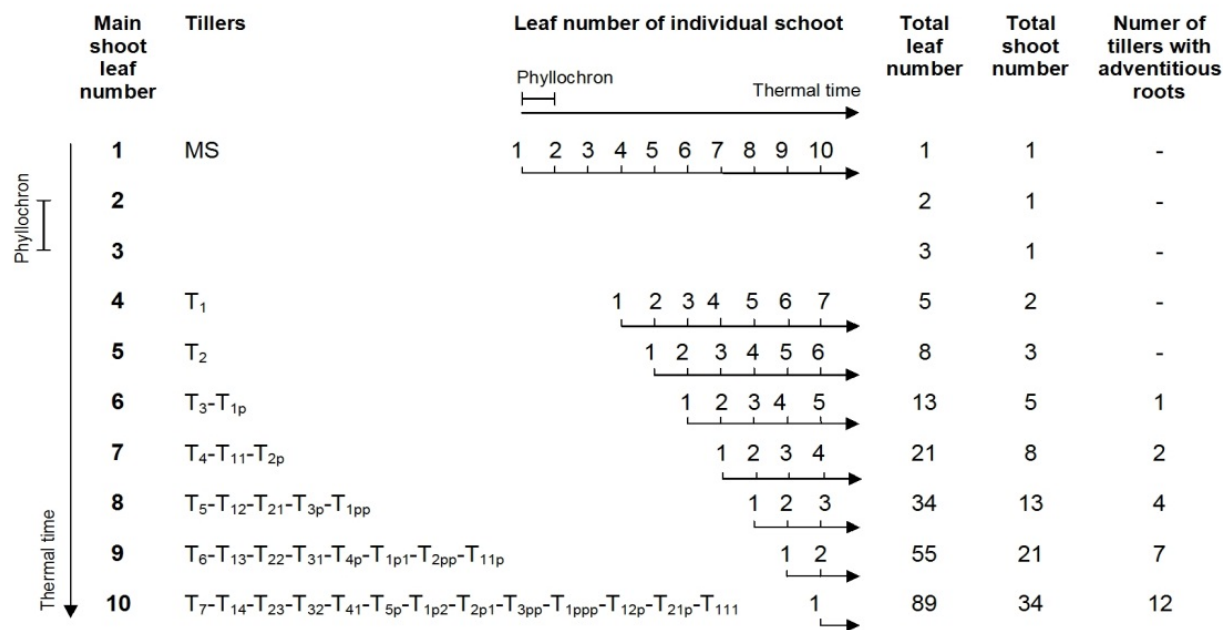 Main shoot leaf number Tillers Leaf number of individual schoot Total leaf number Total shoot number Numer of tillers with adventitious roots
Phyllochron
Thermal time
1 MS 1 2 3 4 5 6 7 8 9 10 1 1 -
2 2 1 -
3 3 1 -
4 T₁ 1 2 3 4 5 6 7 5 2 -
5 T₂ 1 2 3 4 5 6 8 3 -
6 T₃-T₁ₚ 1 2 3 4 5 13 5 1
7 T₄-T₁₁-T₂ₚ 1 2 3 4 21 8 2
8 T₅-T₁₂-T₂₁-T₃ₚ-T₁ₚₚ 1 2 3 34 13 4
9 T₆-T₁₃-T₂₂-T₃₁-T₄ₚ-T₁ₚ₁-T₂ₚₚ-T₁₁ₚ 1 2 55 21 7
10 T₇-T₁₄-T₂₃-T₃₂-T₄₁-T₅ₚ-T₁ₚ₂-T₂ₚ₁-T₃ₚₚ-T₁ₚₚₚ-T₁₂ₚ-T₂₁ₚ-T₁₁₁ 1 89 34 12
Phyllochron
Thermal time